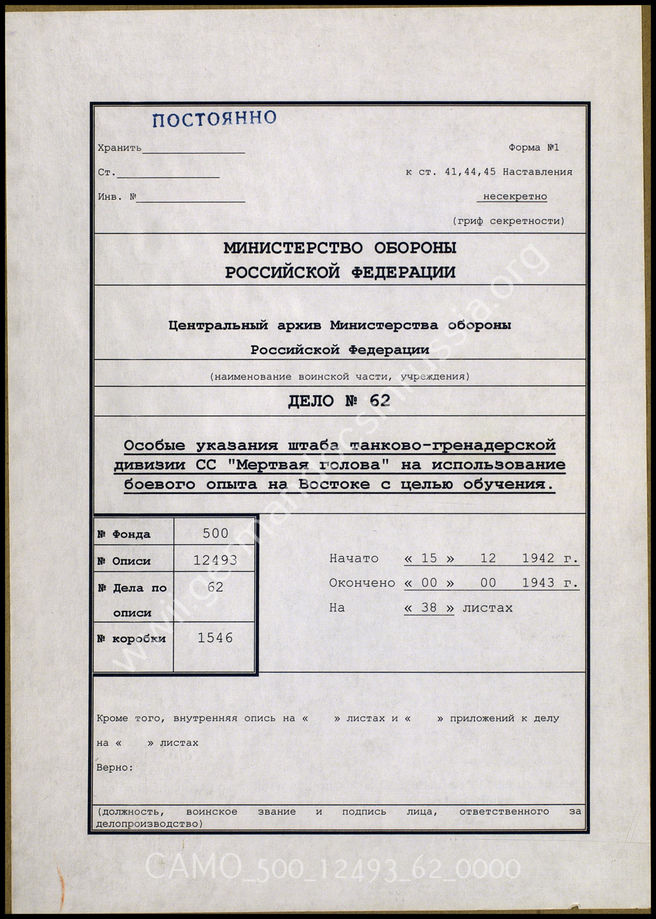 ПОСТОЯННО
Хранить
Форма №1
Ст.
к ст. 41,44,45 Наставления
Инв. №
несекретно
(гриф секретности)
МИНИСТЕРСТВО ОБОРОНЫ
РОССИЙСКОЙ ФЕДЕРАЦИИ
Центральный архив Министерства обороны
Российской Федерации
(наименование воинской части, учреждения)
ДЕЛО № 62
Особые указания штаба танково-гренадерской
дивизии СС "Мертвая голова" на использование
боевого опыта на Востоке с целью обучения.
№ Фонда 500
№ Описи 12493
№ Дела по описи 62
№ коробки 1546
Начато « 15 » 12 1942 г.
Окончено « 00 » 00 1943 г.
На « 38 » листах
Кроме того, внутренняя опись на « » листах и « » приложений к делу
на « » листах
Верно:
(должность, воинское звание и подпись лица, ответственного за
делопроизводство)
www.germandocsinrussia.org
CAMO_500_12493_62_0000